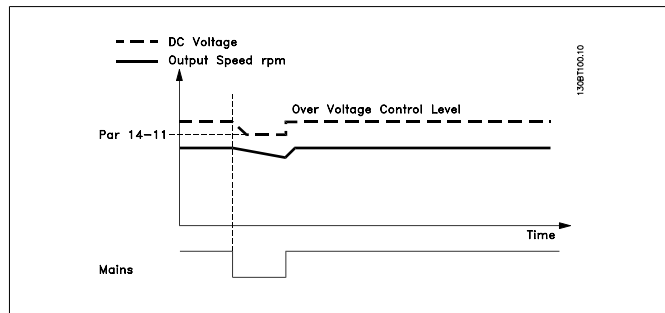 DC Voltage
Output Speed rpm
130BT100.10
Over Voltage Control Level
Par 14-11
Time
Mains